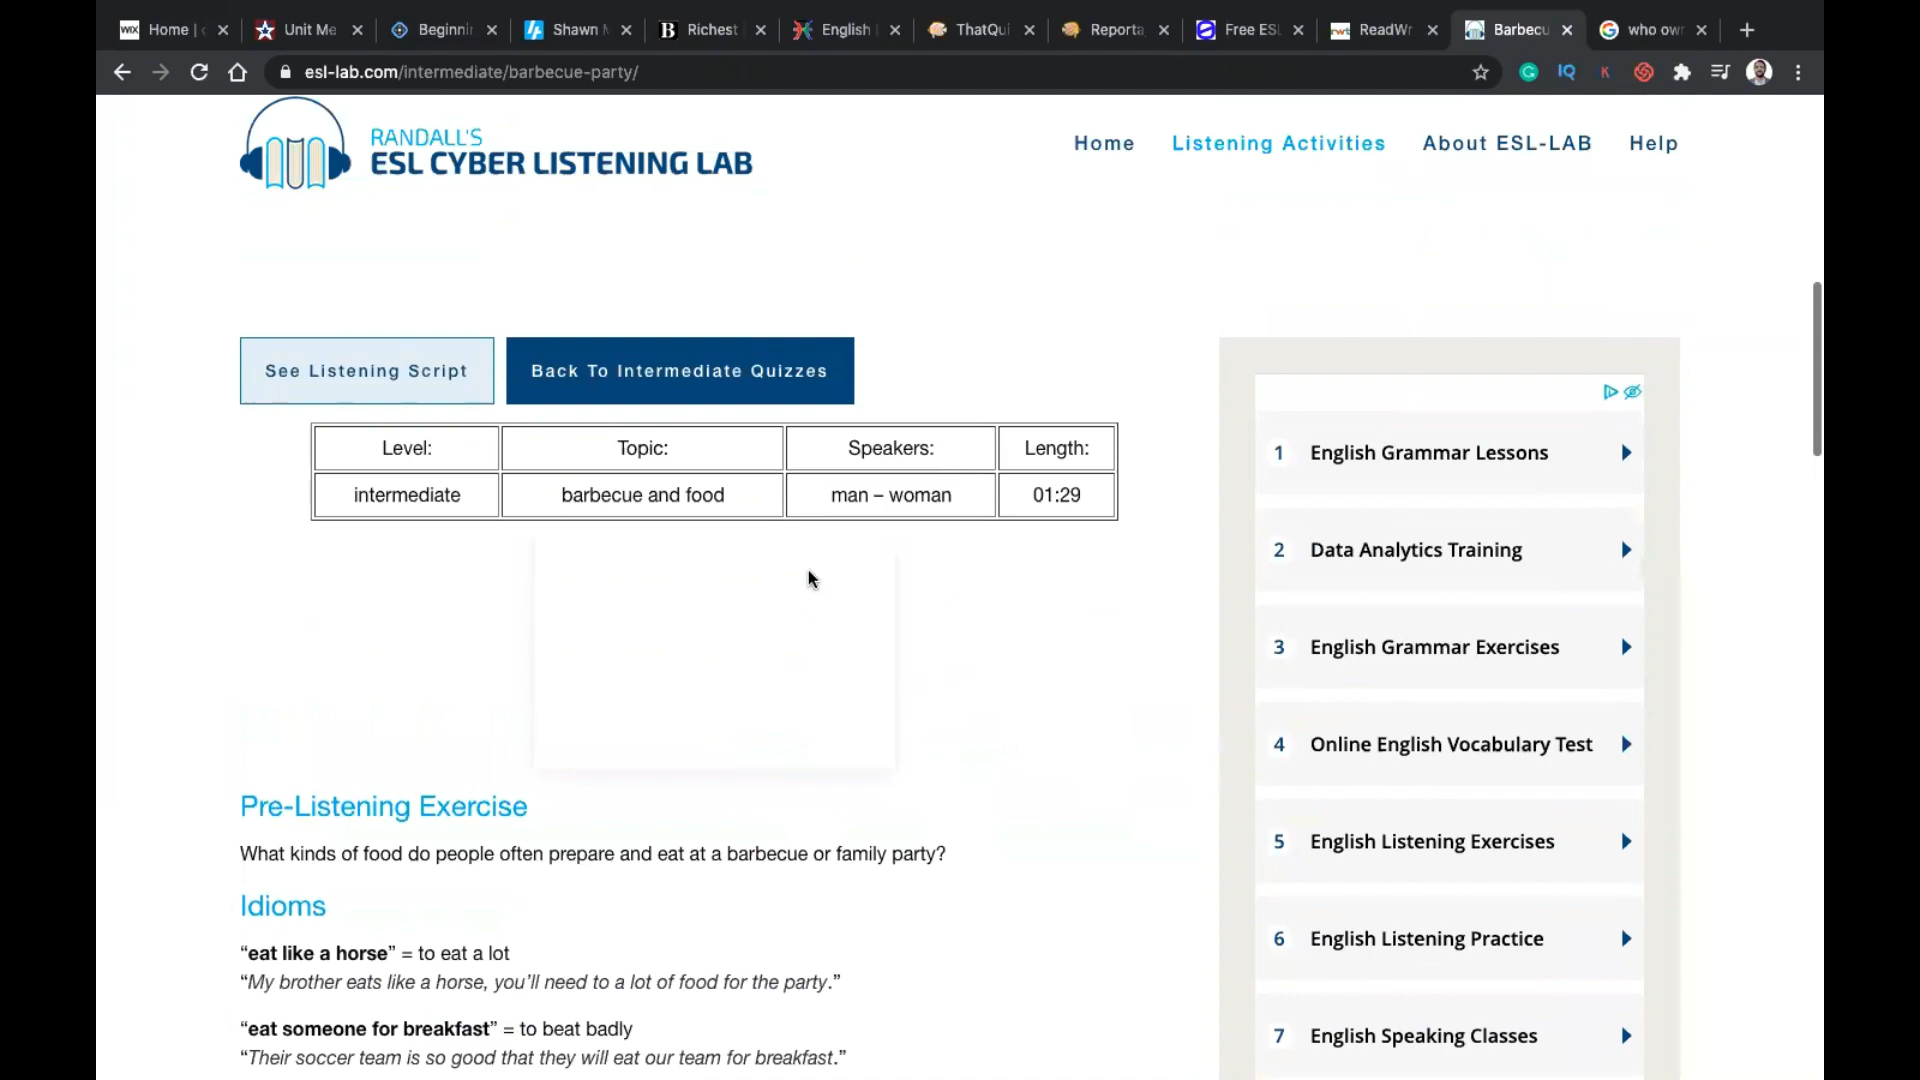 WIX Home | c
Unit Me
Beginnin
Shawn M
B Richest
English
ThatQui
Reporta
Free ESL
rwt ReadWr
Barbecu
G who owr
esl-lab.com/intermediate/barbecue-party/
IQ
K
RANDALL'S
ESL CYBER LISTENING LAB
Home
Listening Activities
About ESL-LAB
Help
See Listening Script
Back To Intermediate Quizzes
Level: Topic: Speakers: Length:
intermediate barbecue and food man – woman 01:29
Pre-Listening Exercise
What kinds of food do people often prepare and eat at a barbecue or family party?
Idioms
“eat like a horse” = to eat a lot
“My brother eats like a horse, you’ll need to a lot of food for the party.”
“eat someone for breakfast” = to beat badly
“Their soccer team is so good that they will eat our team for breakfast.”
1 English Grammar Lessons
2 Data Analytics Training
3 English Grammar Exercises
4 Online English Vocabulary Test
5 English Listening Exercises
6 English Listening Practice
7 English Speaking Classes